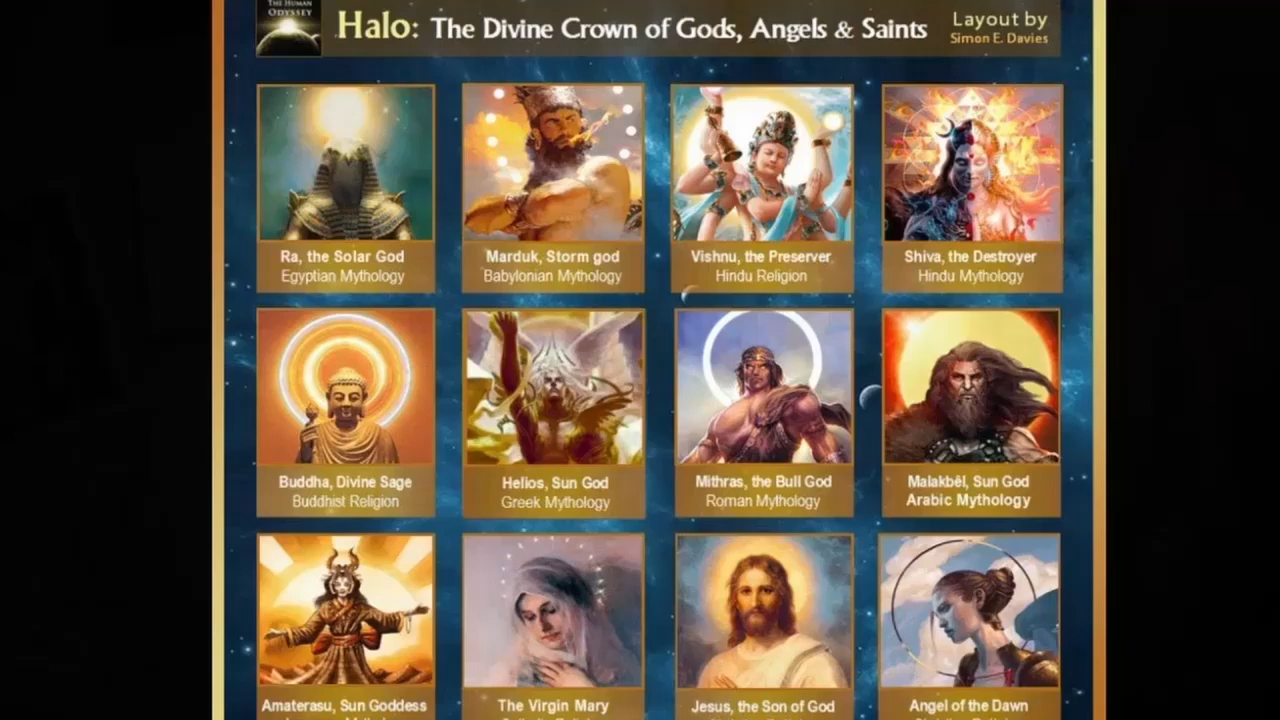 THE HUMAN
ODYSSEY
Halo: The Divine Crown of Gods, Angels & Saints
Layout by
Simon E. Davies
Ra, the Solar God
Egyptian Mythology
Marduk, Storm god
Babylonian Mythology
Vishnu, the Preserver
Hindu Religion
Shiva, the Destroyer
Hindu Mythology
Buddha, Divine Sage
Buddhist Religion
Helios, Sun God
Greek Mythology
Mithras, the Bull God
Roman Mythology
Malakbêl, Sun God
Arabic Mythology
Amaterasu, Sun Goddess
The Virgin Mary
Jesus, the Son of God
Angel of the Dawn